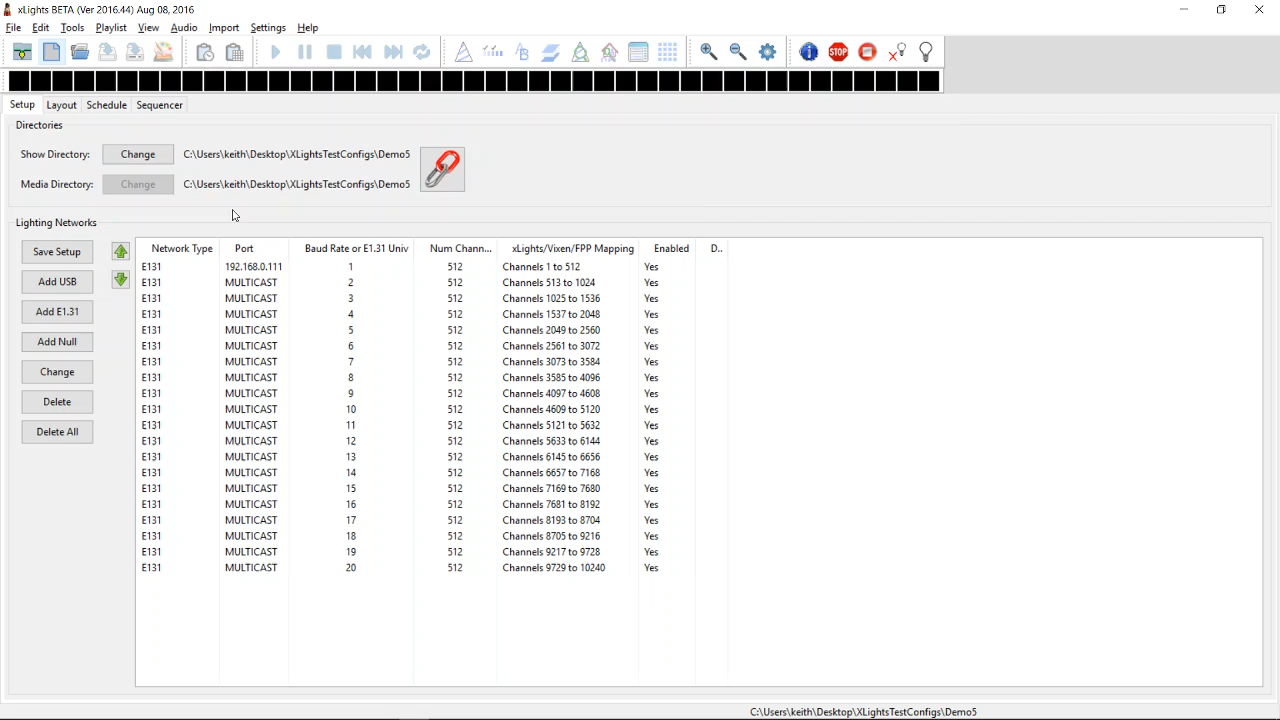 xLights BETA (Ver 2016.44) Aug 08, 2016
File Edit Tools Playlist View Audio Import Settings Help
STOP
Setup Layout Schedule Sequencer
Directories
Show Directory: Change C:\Users\keith\Desktop\XLightsTestConfigs\Demo5
Media Directory: Change C:\Users\keith\Desktop\XLightsTestConfigs\Demo5
Lighting Networks
Save Setup
Add USB
Add E1.31
Add Null
Change
Delete
Delete All
Network Type Port Baud Rate or E1.31 Univ Num Chann... xLights/Vixen/FPP Mapping Enabled D..
E131 192.168.0.111 1 512 Channels 1 to 512 Yes
E131 MULTICAST 2 512 Channels 513 to 1024 Yes
E131 MULTICAST 3 512 Channels 1025 to 1536 Yes
E131 MULTICAST 4 512 Channels 1537 to 2048 Yes
E131 MULTICAST 5 512 Channels 2049 to 2560 Yes
E131 MULTICAST 6 512 Channels 2561 to 3072 Yes
E131 MULTICAST 7 512 Channels 3073 to 3584 Yes
E131 MULTICAST 8 512 Channels 3585 to 4096 Yes
E131 MULTICAST 9 512 Channels 4097 to 4608 Yes
E131 MULTICAST 10 512 Channels 4609 to 5120 Yes
E131 MULTICAST 11 512 Channels 5121 to 5632 Yes
E131 MULTICAST 12 512 Channels 5633 to 6144 Yes
E131 MULTICAST 13 512 Channels 6145 to 6656 Yes
E131 MULTICAST 14 512 Channels 6657 to 7168 Yes
E131 MULTICAST 15 512 Channels 7169 to 7680 Yes
E131 MULTICAST 16 512 Channels 7681 to 8192 Yes
E131 MULTICAST 17 512 Channels 8193 to 8704 Yes
E131 MULTICAST 18 512 Channels 8705 to 9216 Yes
E131 MULTICAST 19 512 Channels 9217 to 9728 Yes
E131 MULTICAST 20 512 Channels 9729 to 10240 Yes
C:\Users\keith\Desktop\XLightsTestConfigs\Demo5